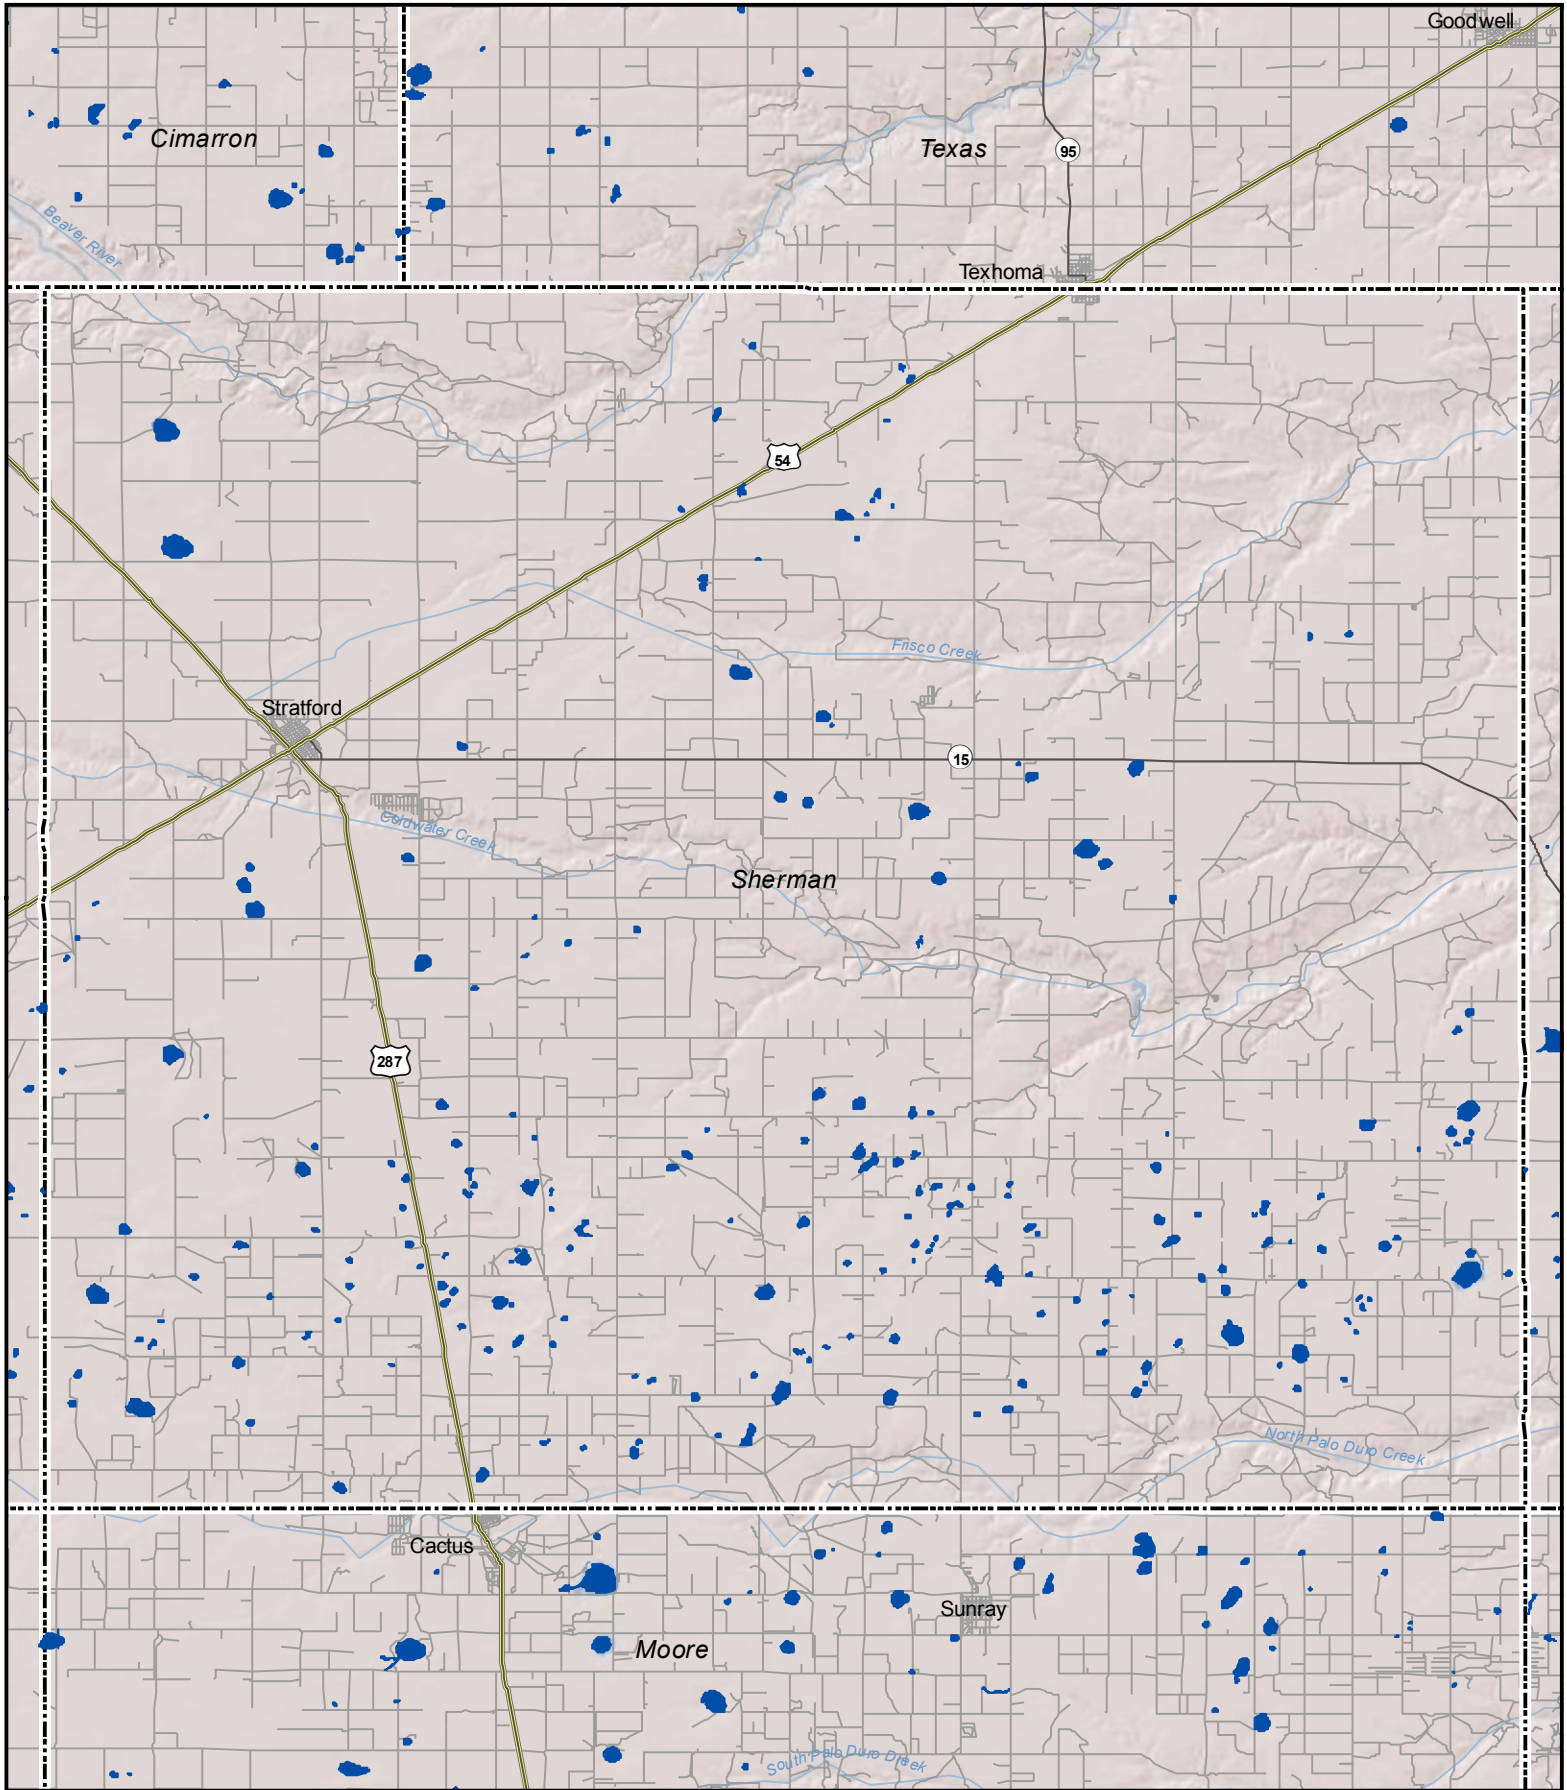 Goodwell
Cimarron
Texas
95
Beaver River
Texhoma
54
Frisco Creek
Stratford
15
Coldwater Creek
Sherman
287
North Palo Duro Creek
Cactus
Sunray
Moore
South Palo Duro Dreek